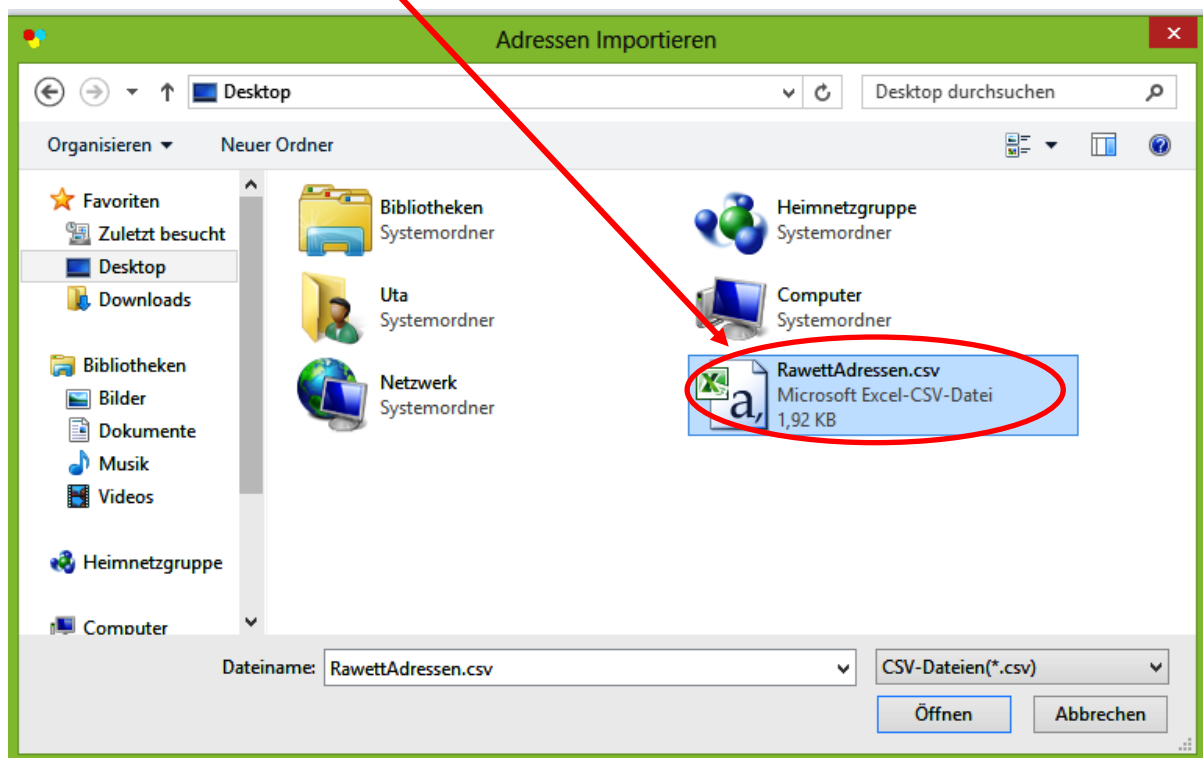 Adressen Importieren
Desktop
Desktop durchsuchen
Organisieren
Neuer Ordner
Favoriten
Zuletzt besucht
Desktop
Downloads
Bibliotheken
Bilder
Dokumente
Musik
Videos
Heimnetzgruppe
Computer
Bibliotheken
Systemordner
Heimnetzgruppe
Systemordner
Uta
Systemordner
Computer
Systemordner
Netzwerk
Systemordner
RawettAdressen.csv
Microsoft Excel-CSV-Datei
1,92 KB
Dateiname: RawettAdressen.csv
CSV-Dateien(*.csv)
Öffnen
Abbrechen